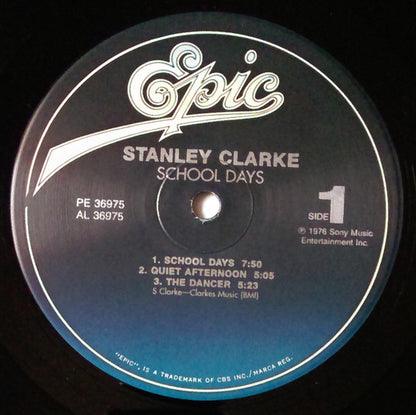 Epic
STANLEY CLARKE
SCHOOL DAYS
PE 36975
AL 36975
SIDE 1
℗ 1976 Sony Music
Entertainment Inc.
1. SCHOOL DAYS 7:50
2. QUIET AFTERNOON 5:05
3. THE DANCER 5:23
S Clarke—Clarkes Music (BMI)
"EPIC", IS A TRADEMARK OF CBS INC./MARCA REG.